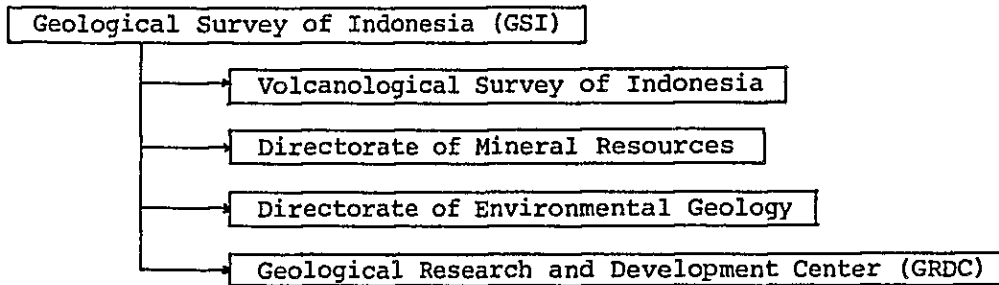 Geological Survey of Indonesia (GSI)
Volcanological Survey of Indonesia
Directorate of Mineral Resources
Directorate of Environmental Geology
Geological Research and Development Center (GRDC)